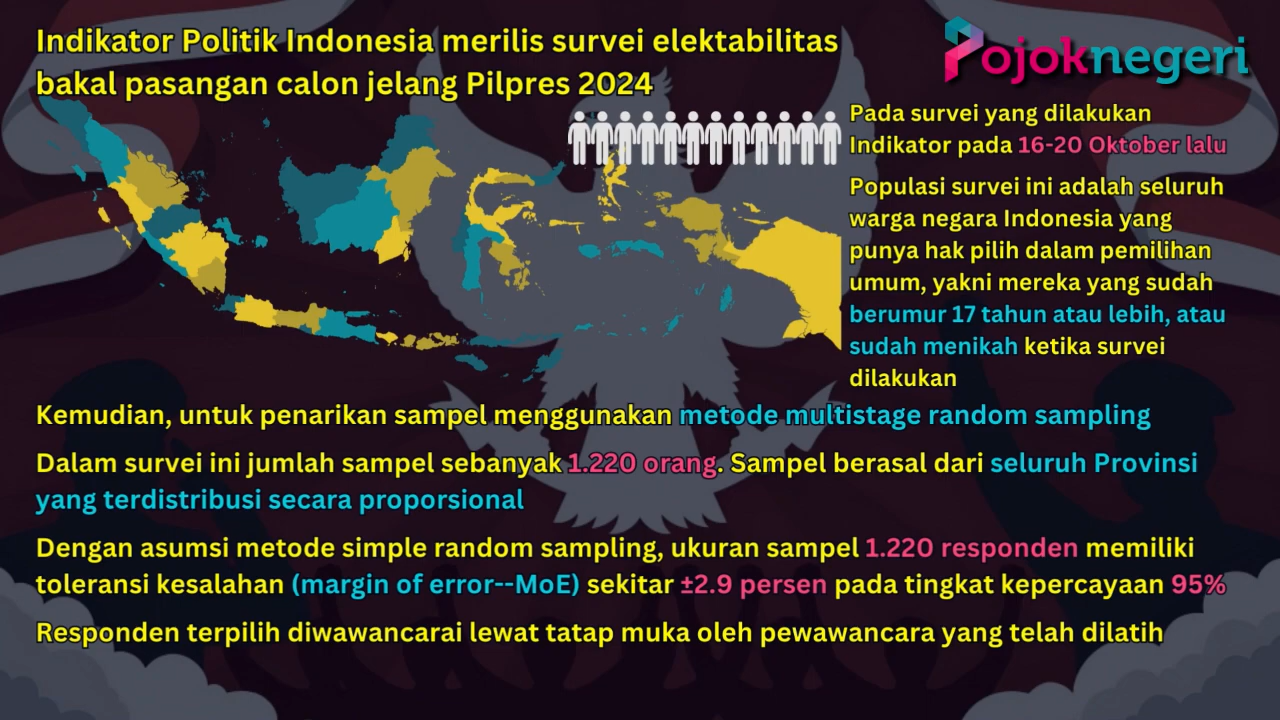 Indikator Politik Indonesia merilis survei elektabilitas
bakal pasangan calon jelang Pilpres 2024
Pojoknegeri
Pada survei yang dilakukan
Indikator pada 16-20 Oktober lalu
Populasi survei ini adalah seluruh
warga negara Indonesia yang
punya hak pilih dalam pemilihan
umum, yakni mereka yang sudah
berumur 17 tahun atau lebih, atau
sudah menikah ketika survei
dilakukan
Kemudian, untuk penarikan sampel menggunakan metode multistage random sampling
Dalam survei ini jumlah sampel sebanyak 1.220 orang. Sampel berasal dari seluruh Provinsi
yang terdistribusi secara proporsional
Dengan asumsi metode simple random sampling, ukuran sampel 1.220 responden memiliki
toleransi kesalahan (margin of error--MoE) sekitar ±2.9 persen pada tingkat kepercayaan 95%
Responden terpilih diwawancarai lewat tatap muka oleh pewawancara yang telah dilatih